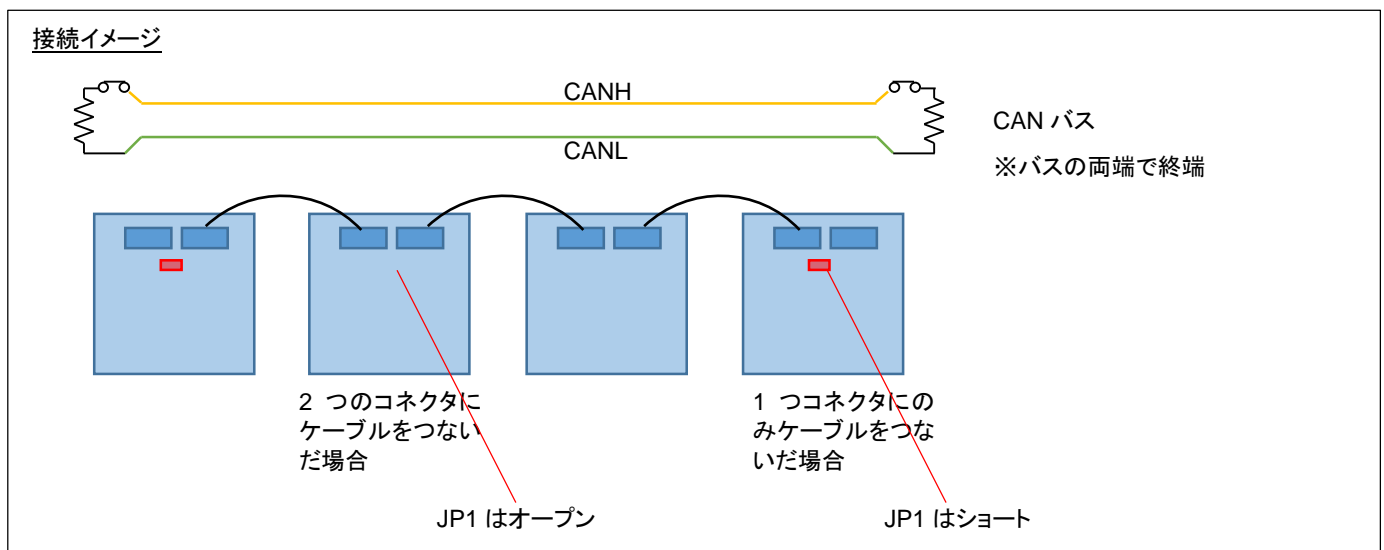 接続イメージ
CANH
CAN バス
CANL
※バスの両端で終端
2 つのコネクタに
ケーブルをつない
だ場合
1 つコネクタにの
みケーブルをつな
いだ場合
JP1 はオープン
JP1 はショート